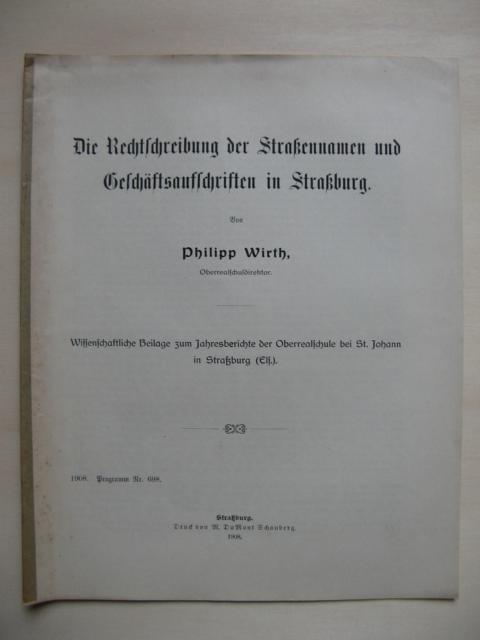 Die Rechtschreibung der Straßennamen und
Geschäftsaufschriften in Straßburg.
Von
Philipp Wirth,
Oberrealschuldirektor.
Wissenschaftliche Beilage zum Jahresberichte der Oberrealschule bei St. Johann
in Straßburg (Els.).
1908. Programm Nr. 698.
Straßburg.
Druck von M. DuMont Schauberg.
1908.